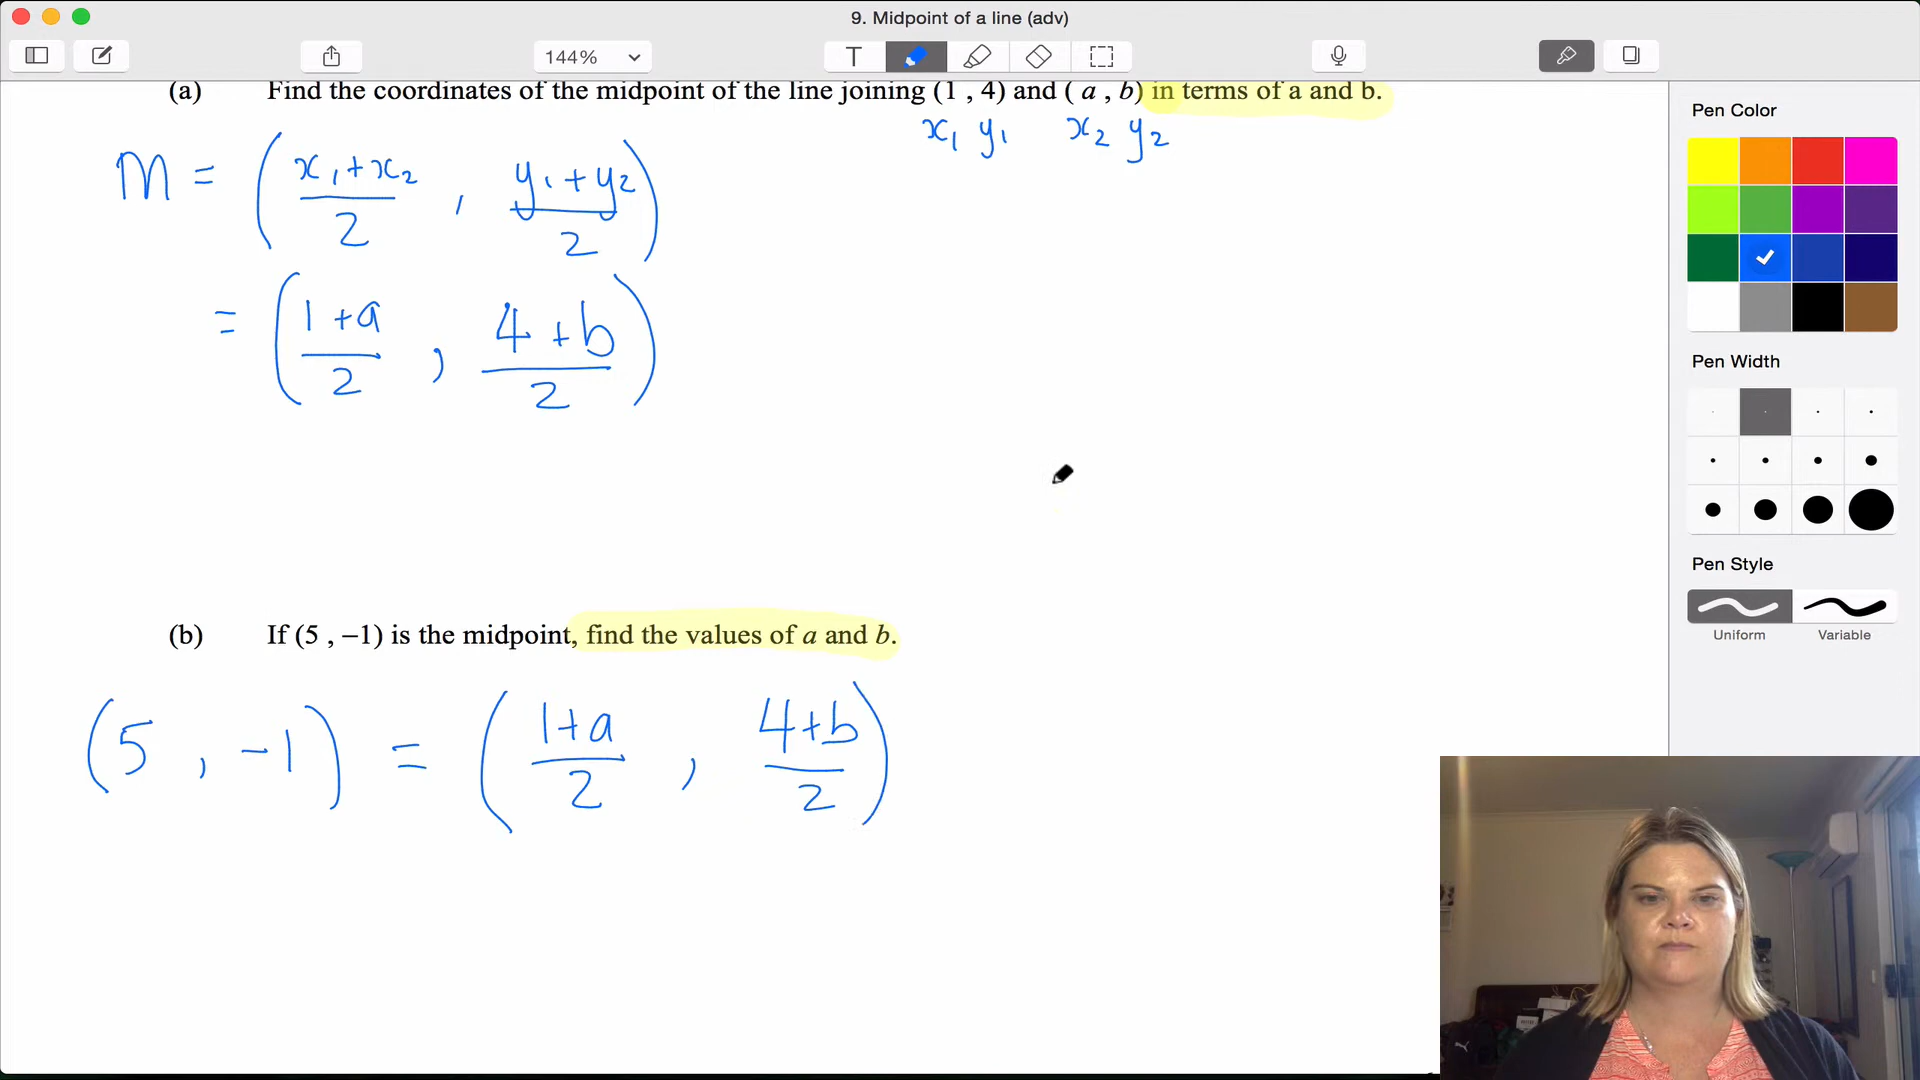 9. Midpoint of a line (adv)
144%
T
(a) Find the coordinates of the midpoint of the line joining (1 , 4) and ( a , b) in terms of a and b.
x₁ y₁ x₂ y₂
M = ( (x₁+x₂)/2 , (y₁+y₂)/2 )
= ( (1+a)/2 , (4+b)/2 )
(b) If (5 , −1) is the midpoint, find the values of a and b.
(5 , -1) = ( (1+a)/2 , (4+b)/2 )
Pen Color
Pen Width
Pen Style
Uniform Variable